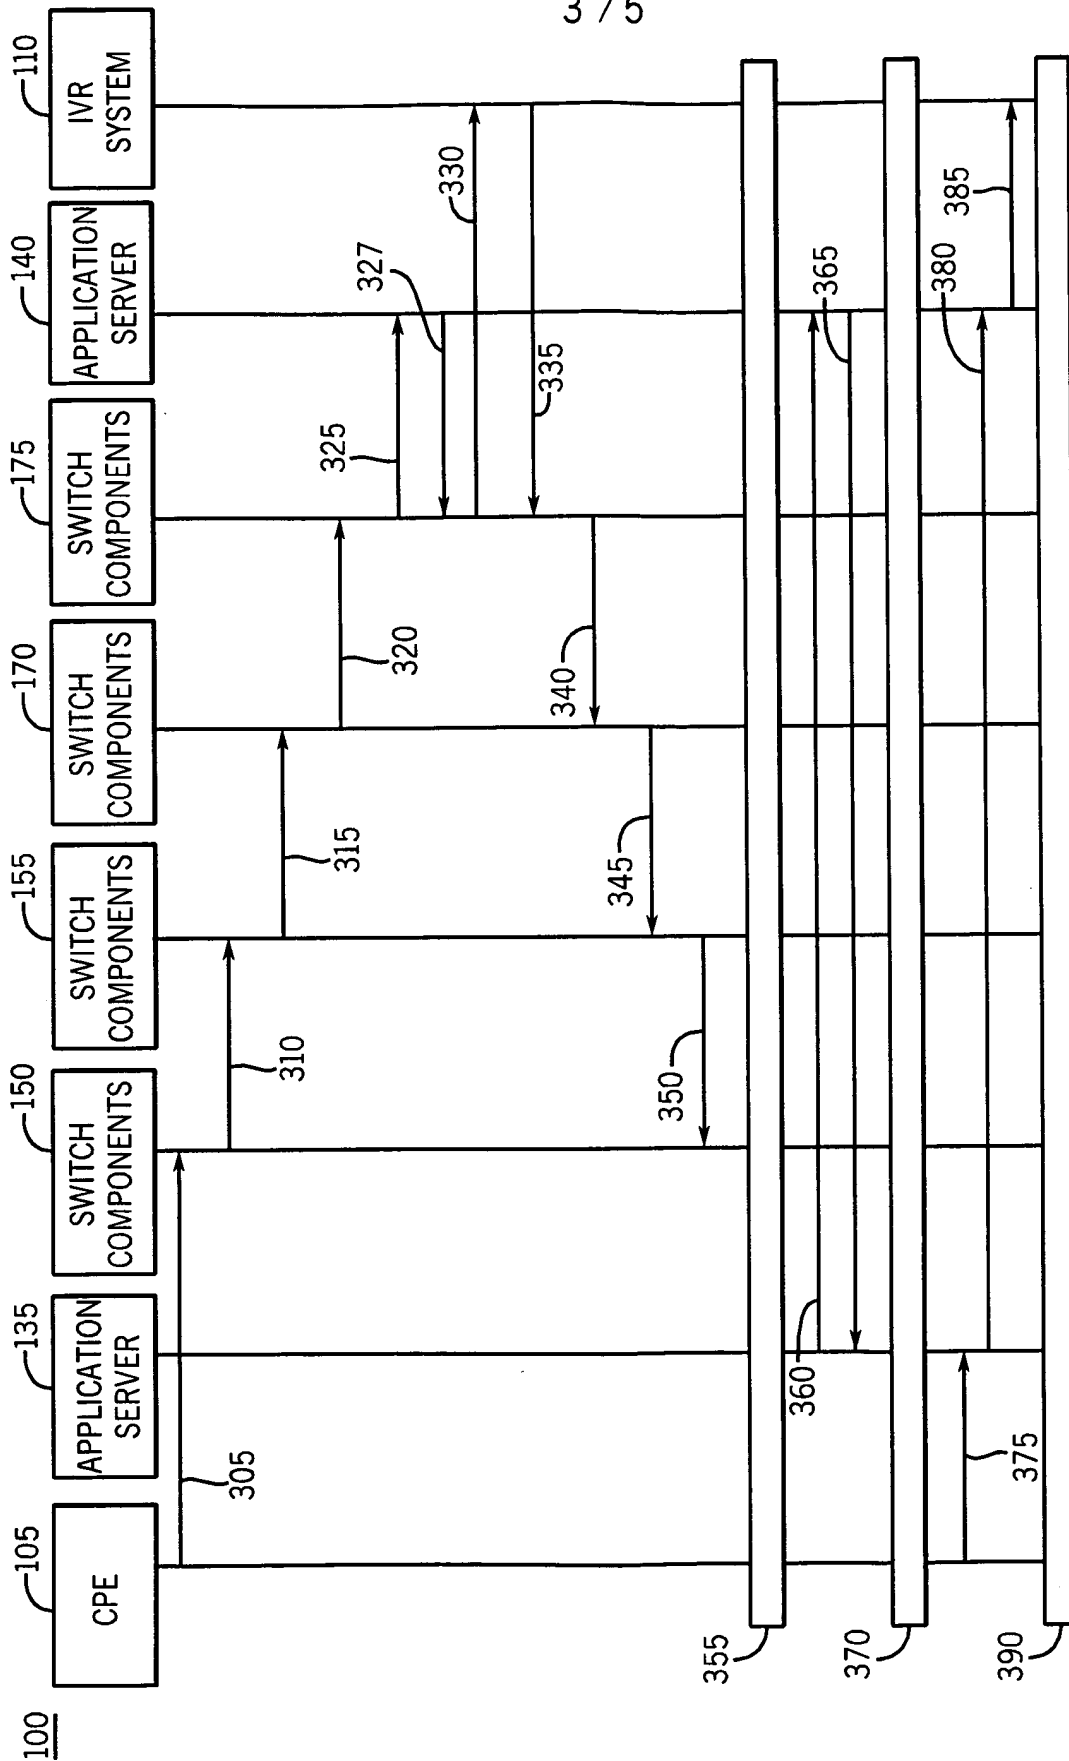 3/5
100
105
135
150
155
170
175
140
110
CPE
APPLICATION
SERVER
SWITCH
COMPONENTS
SWITCH
COMPONENTS
SWITCH
COMPONENTS
SWITCH
COMPONENTS
APPLICATION
SERVER
IVR
SYSTEM
305
310
315
320
325
327
330
335
340
345
350
355
360
365
370
375
380
385
390